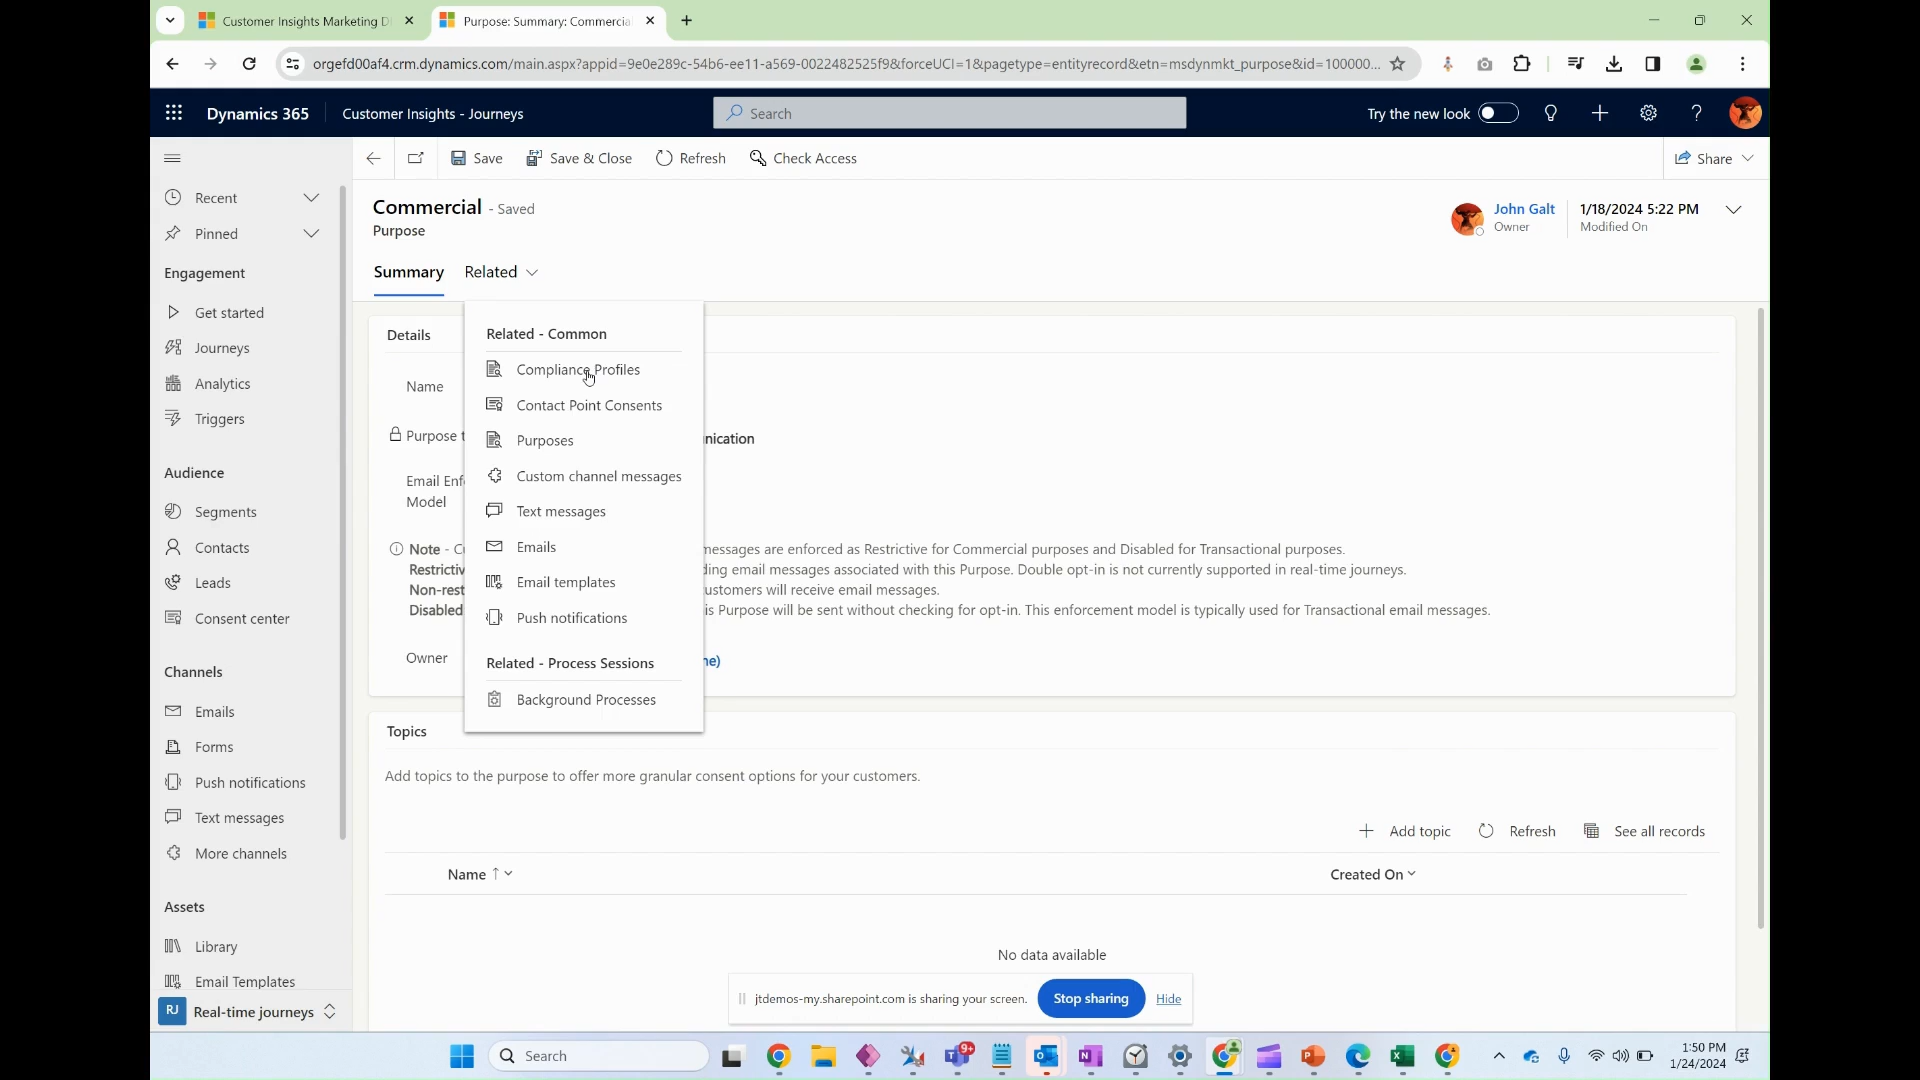 Customer Insights Marketing D
Purpose: Summary: Commercia
orgefd00af4.crm.dynamics.com/main.aspx?appid=9e0e289c-54b6-ee11-a569-0022482525f9&forceUCI=1&pagetype=entityrecord&etn=msdynmkt_purpose&id=100000...
Dynamics 365
Customer Insights - Journeys
Search
Try the new look
Save
Save & Close
Refresh
Check Access
Share
Recent
Pinned
Engagement
Get started
Journeys
Analytics
Triggers
Audience
Segments
Contacts
Leads
Consent center
Channels
Emails
Forms
Push notifications
Text messages
More channels
Assets
Library
Email Templates
RJ
Real-time journeys
Commercial - Saved
Purpose
John Galt
Owner
1/18/2024 5:22 PM
Modified On
Summary
Related
Related - Common
Compliance Profiles
Contact Point Consents
Purposes
Custom channel messages
Text messages
Emails
Email templates
Push notifications
Related - Process Sessions
Background Processes
Details
Name
Purpose t
nication
Email Enf
Model
Note - C
nessages are enforced as Restrictive for Commercial purposes and Disabled for Transactional purposes.
Restrictiv
ding email messages associated with this Purpose. Double opt-in is not currently supported in real-time journeys.
Non-rest
ustomers will receive email messages.
Disabled
is Purpose will be sent without checking for opt-in. This enforcement model is typically used for Transactional email messages.
Owner
ne)
Topics
Add topics to the purpose to offer more granular consent options for your customers.
Add topic
Refresh
See all records
Name
Created On
No data available
jtdemos-my.sharepoint.com is sharing your screen.
Stop sharing
Hide
Search
9+
1:50 PM
1/24/2024